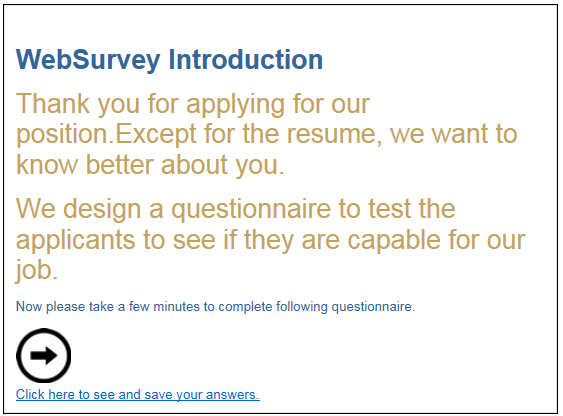 WebSurvey Introduction
Thank you for applying for our
position.Except for the resume, we want to
know better about you.
We design a questionnaire to test the
applicants to see if they are capable for our
job.
Now please take a few minutes to complete following questionnaire.
Click here to see and save your answers.